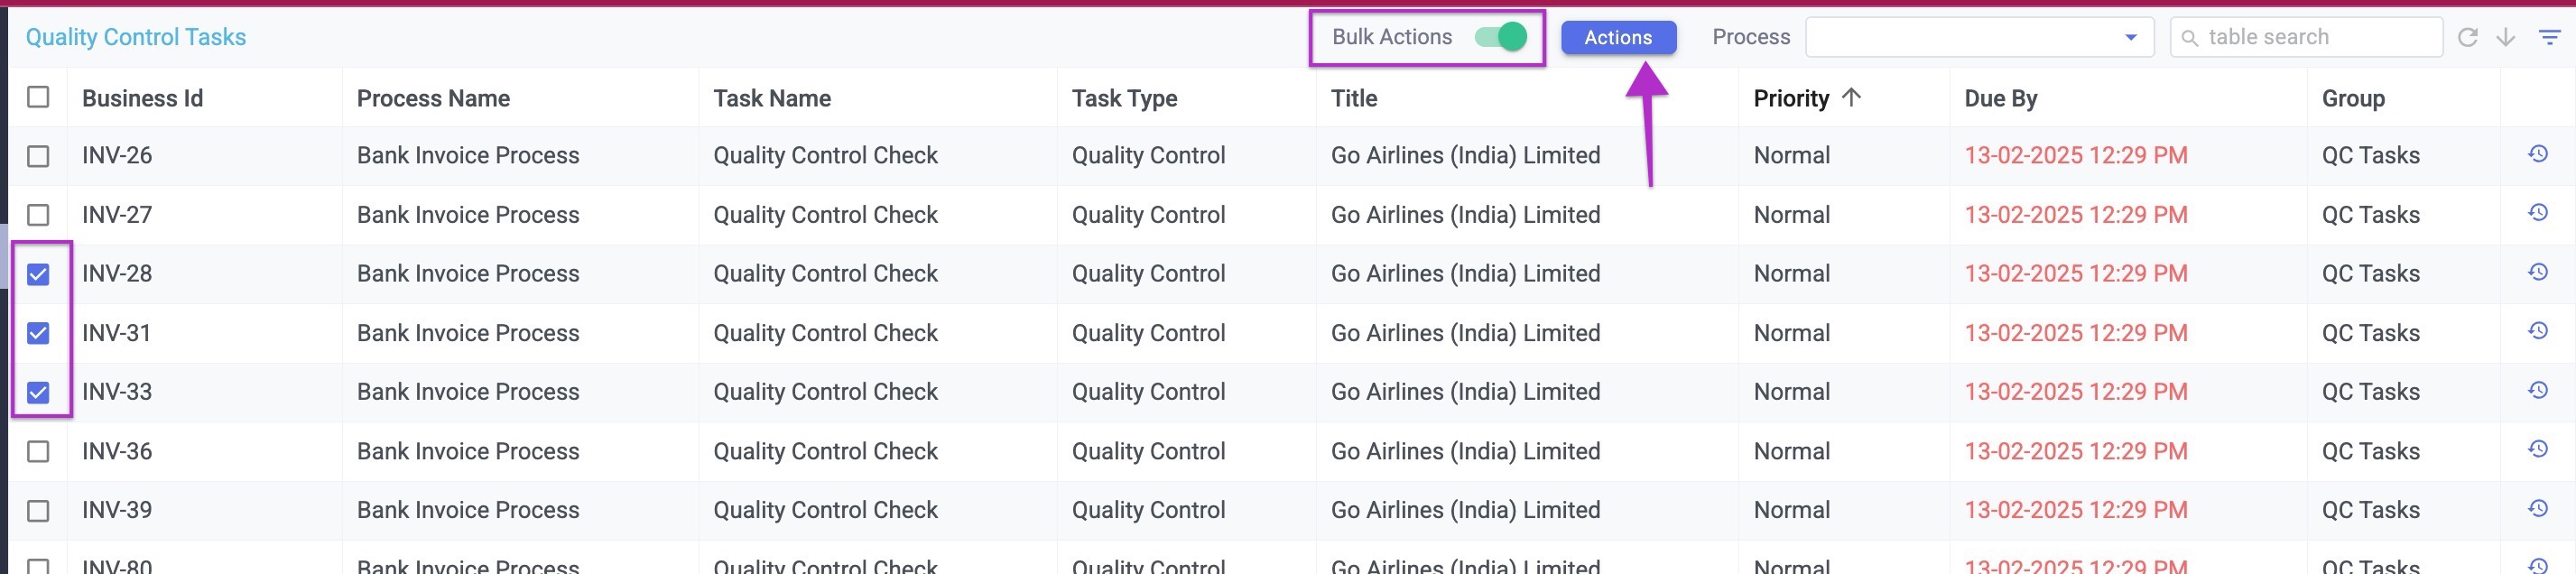 Quality Control Tasks Bulk Actions Actions Process table search
Business Id Process Name Task Name Task Type Title Priority Due By Group
INV-26 Bank Invoice Process Quality Control Check Quality Control Go Airlines (India) Limited Normal 13-02-2025 12:29 PM QC Tasks
INV-27 Bank Invoice Process Quality Control Check Quality Control Go Airlines (India) Limited Normal 13-02-2025 12:29 PM QC Tasks
INV-28 Bank Invoice Process Quality Control Check Quality Control Go Airlines (India) Limited Normal 13-02-2025 12:29 PM QC Tasks
INV-31 Bank Invoice Process Quality Control Check Quality Control Go Airlines (India) Limited Normal 13-02-2025 12:29 PM QC Tasks
INV-33 Bank Invoice Process Quality Control Check Quality Control Go Airlines (India) Limited Normal 13-02-2025 12:29 PM QC Tasks
INV-36 Bank Invoice Process Quality Control Check Quality Control Go Airlines (India) Limited Normal 13-02-2025 12:29 PM QC Tasks
INV-39 Bank Invoice Process Quality Control Check Quality Control Go Airlines (India) Limited Normal 13-02-2025 12:29 PM QC Tasks
INV-80 Bank Invoice Process Quality Control Check Quality Control Go Airlines (India) Limited Normal 13-02-2025 12:29 PM QC Tasks